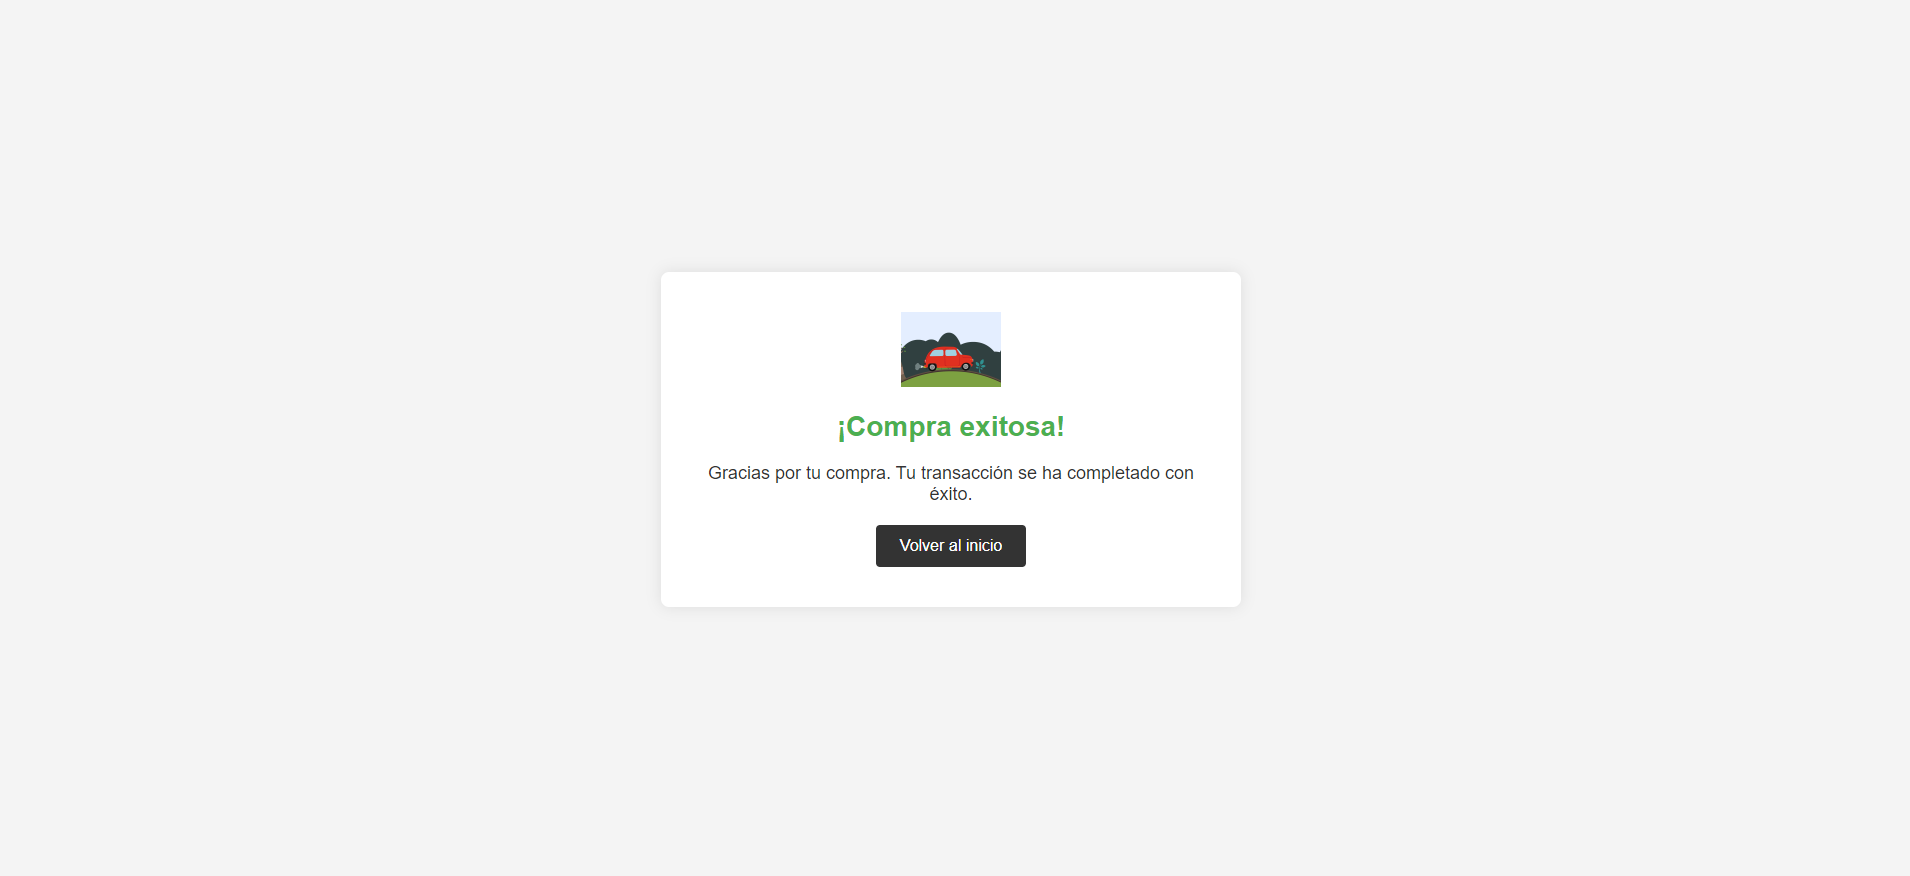 ¡Compra exitosa!
Gracias por tu compra. Tu transacción se ha completado con
éxito.
Volver al inicio